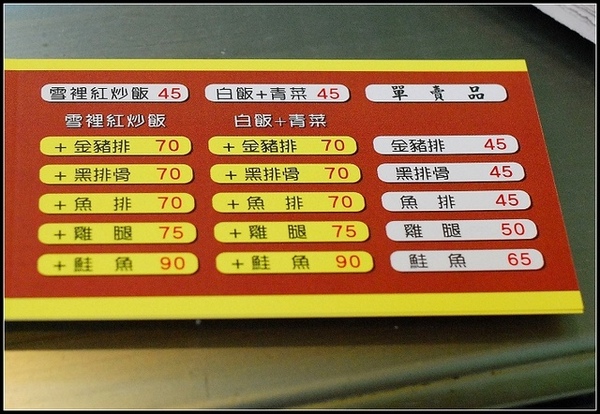 雪裡紅炒飯 45 白飯+青菜 45 單賣品
雪裡紅炒飯 白飯+青菜
+金豬排 70 +金豬排 70 金豬排 45
+黑排骨 70 +黑排骨 70 黑排骨 45
+魚排 70 +魚排 70 魚排 45
+雞腿 75 +雞腿 75 雞腿 50
+鮭魚 90 +鮭魚 90 鮭魚 65